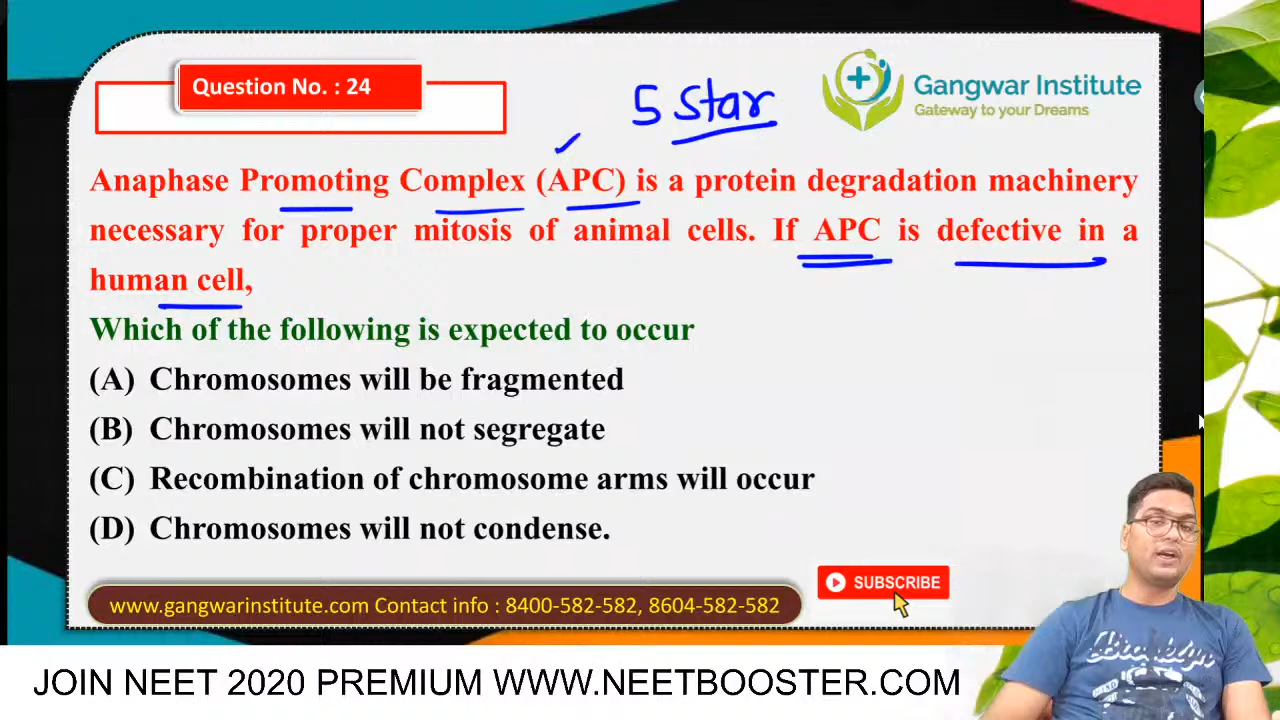 Question No. : 24
5 Star
Gangwar Institute
Gateway to your Dreams
Anaphase Promoting Complex (APC) is a protein degradation machinery
necessary for proper mitosis of animal cells. If APC is defective in a
human cell,
Which of the following is expected to occur
(A) Chromosomes will be fragmented
(B) Chromosomes will not segregate
(C) Recombination of chromosome arms will occur
(D) Chromosomes will not condense.
SUBSCRIBE
www.gangwarinstitute.com Contact info : 8400-582-582, 8604-582-582
Brooklyn
JOIN NEET 2020 PREMIUM WWW.NEETBOOSTER.COM